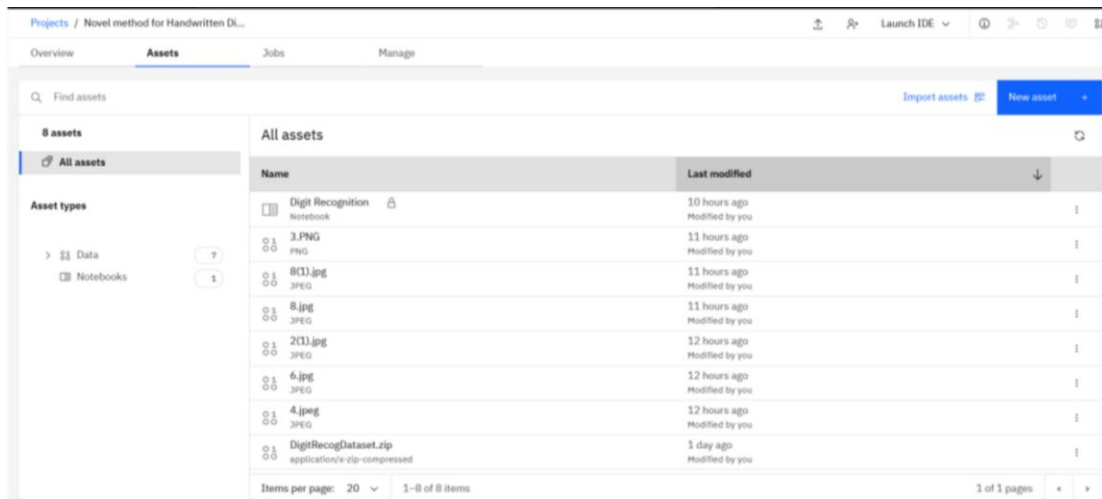 Projects / Novel method for Handwritten Di...
Launch IDE
Overview Assets Jobs Manage
Find assets
Import assets New asset +
8 assets
All assets
Asset types
Data 7
Notebooks 1
All assets
Name Last modified
Digit Recognition 10 hours ago
Notebook Modified by you
3.PNG 11 hours ago
PNG Modified by you
8(1).jpg 11 hours ago
JPEG Modified by you
8.jpg 11 hours ago
JPEG Modified by you
2(1).jpg 12 hours ago
JPEG Modified by you
6.jpg 12 hours ago
JPEG Modified by you
4.jpeg 12 hours ago
JPEG Modified by you
DigitRecogDataset.zip 1 day ago
application/x-zip-compressed Modified by you
Items per page: 20 1–8 of 8 items 1 of 1 pages